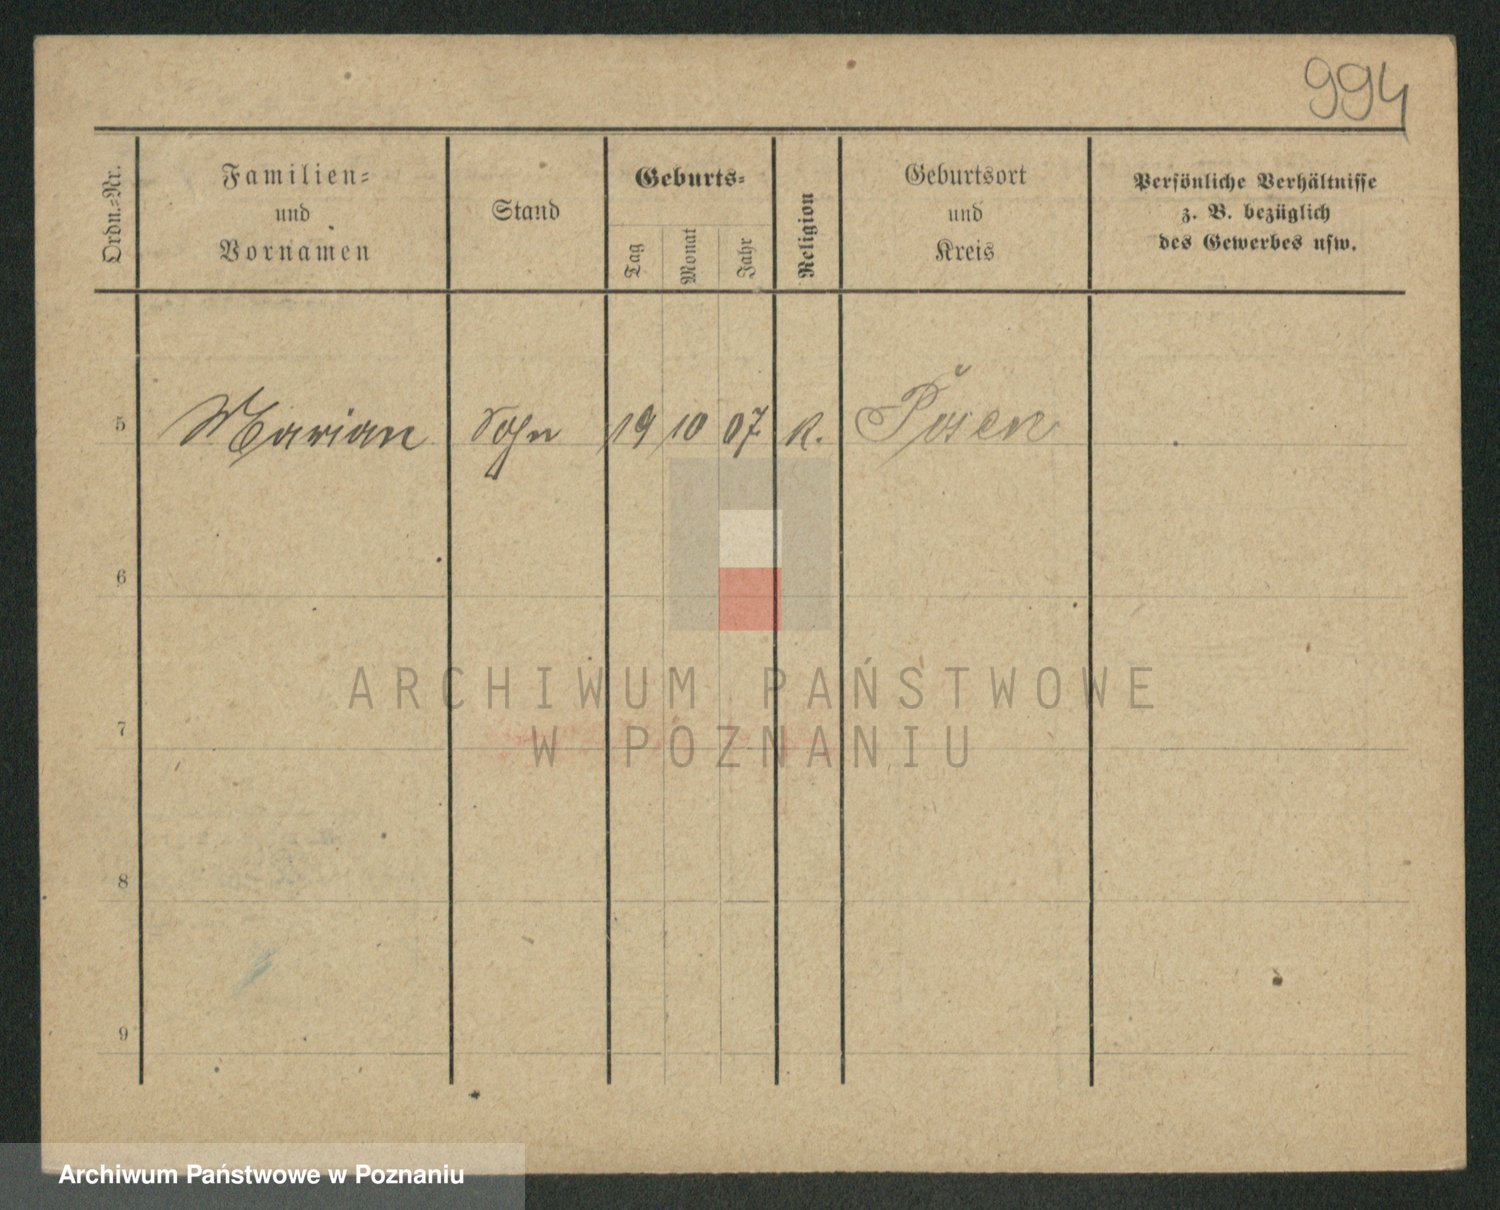 994
Ordn.-Nr.
Familien-
und
Vornamen
Stand
Geburts-
Tag
Monat
Jahr
Religion
Geburtsort
und
Kreis
Persönliche Verhältnisse
z. B. bezüglich
des Gewerbes usw.
5 Marian Sohn 19 10 07 K. Posen
6
7
8
9
ARCHIWUM PAŃSTWOWE
W POZNANIU
Archiwum Państwowe w Poznaniu